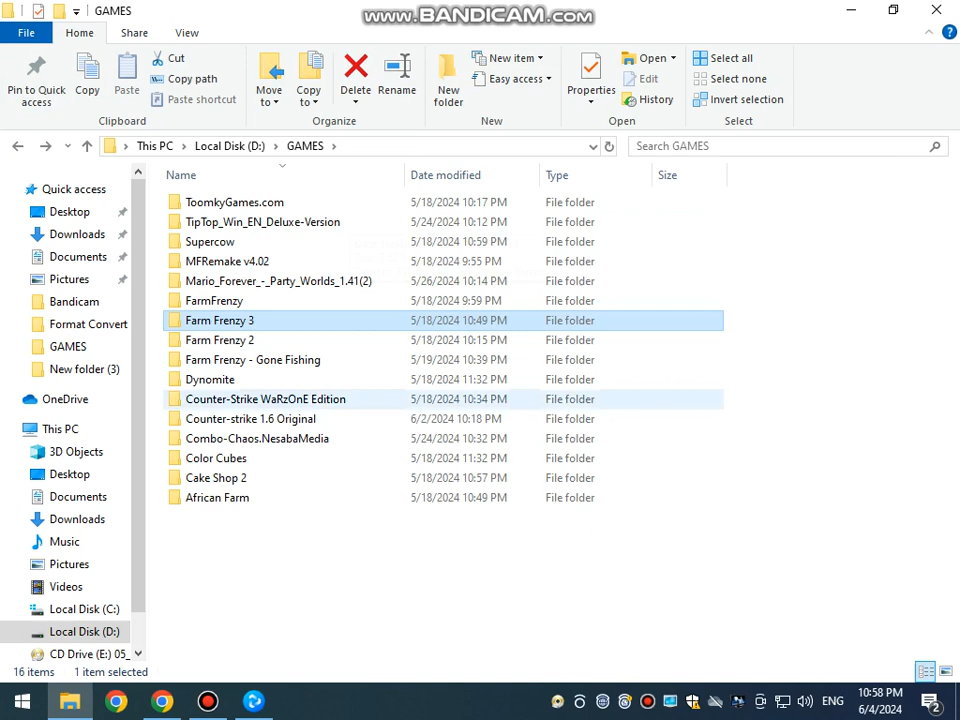 GAMES
www.BANDICAM.com
File Home Share View
Pin to Quick access
Copy
Paste
Cut
Copy path
Paste shortcut
Clipboard
Move to
Copy to
Delete
Rename
Organize
New folder
New item
Easy access
New
Properties
Open
Edit
History
Open
Select all
Select none
Invert selection
Select
This PC Local Disk (D:) GAMES
Search GAMES
Name Date modified Type Size
ToomkyGames.com 5/18/2024 10:17 PM File folder
TipTop_Win_EN_Deluxe-Version 5/24/2024 10:12 PM File folder
Supercow 5/18/2024 10:59 PM File folder
MFRemake v4.02 5/18/2024 9:55 PM File folder
Mario_Forever_-_Party_Worlds_1.41(2) 5/26/2024 10:14 PM File folder
FarmFrenzy 5/18/2024 9:59 PM File folder
Farm Frenzy 3 5/18/2024 10:49 PM File folder
Farm Frenzy 2 5/18/2024 10:15 PM File folder
Farm Frenzy - Gone Fishing 5/19/2024 10:39 PM File folder
Dynomite 5/18/2024 11:32 PM File folder
Counter-Strike WaRzOnE Edition 5/18/2024 10:34 PM File folder
Counter-strike 1.6 Original 6/2/2024 10:18 PM File folder
Combo-Chaos.NesabaMedia 5/24/2024 10:32 PM File folder
Color Cubes 5/18/2024 11:32 PM File folder
Cake Shop 2 5/18/2024 10:57 PM File folder
African Farm 5/18/2024 10:49 PM File folder
Quick access
Desktop
Downloads
Documents
Pictures
Bandicam
Format Convert
GAMES
New folder (3)
OneDrive
This PC
3D Objects
Desktop
Documents
Downloads
Music
Pictures
Videos
Local Disk (C:)
Local Disk (D:)
CD Drive (E:) 05_
16 items 1 item selected
ENG
10:58 PM
6/4/2024
2